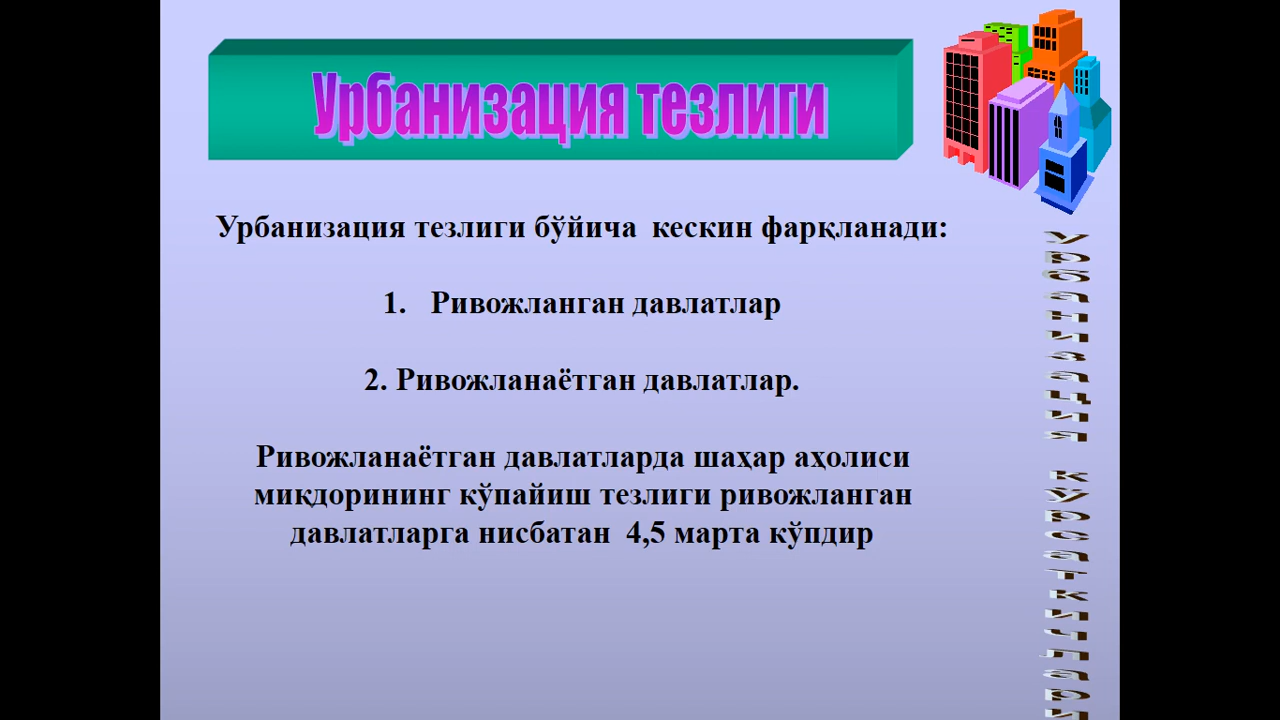 Урбанизация тезлиги
Урбанизация тезлиги бўйича кескин фарқланади:
1. Ривожланган давлатлар
2. Ривожланаётган давлатлар.
Ривожланаётган давлатларда шаҳар аҳолиси
миқдорининг кўпайиш тезлиги ривожланган
давлатларга нисбатан 4,5 марта кўпдир
Урбанизация курсаткичлари